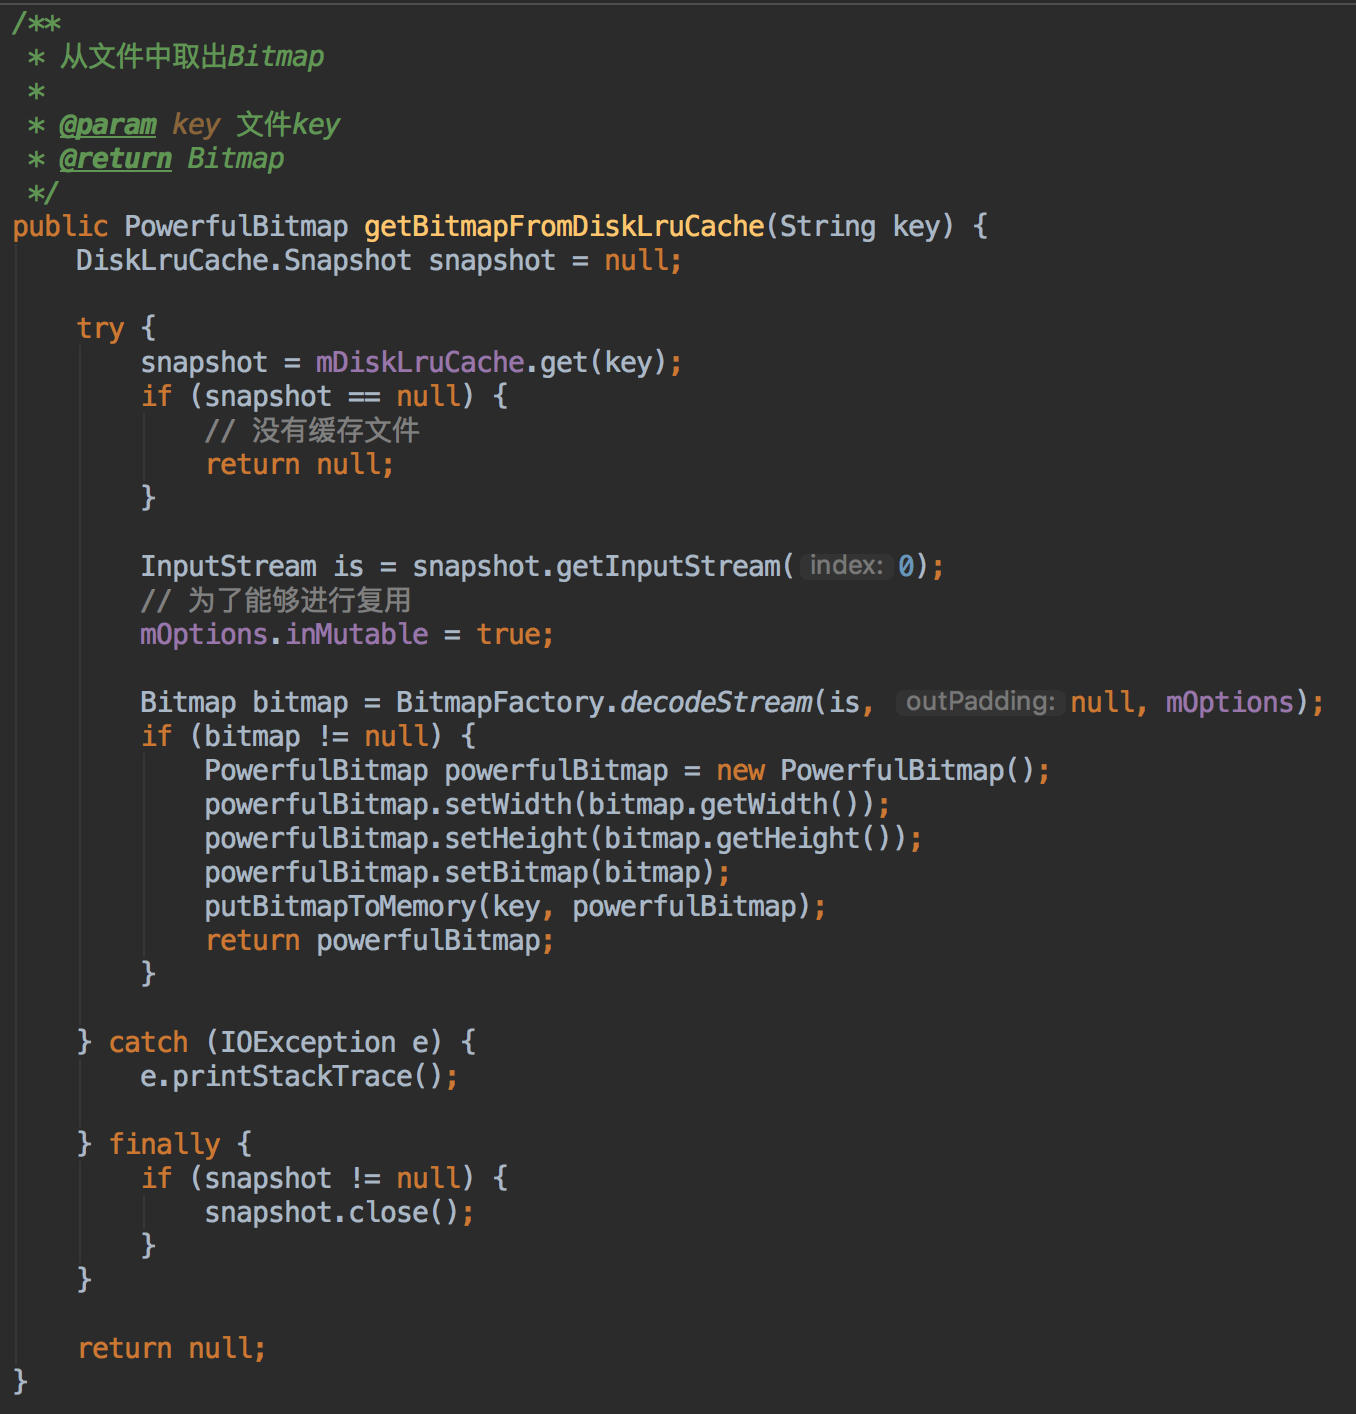 /**
 * 从文件中取出Bitmap
 *
 * @param key 文件key
 * @return Bitmap
 */
public PowerfulBitmap getBitmapFromDiskLruCache(String key) {
    DiskLruCache.Snapshot snapshot = null;

    try {
        snapshot = mDiskLruCache.get(key);
        if (snapshot == null) {
            // 没有缓存文件
            return null;
        }

        InputStream is = snapshot.getInputStream( index: 0);
        // 为了能够进行复用
        mOptions.inMutable = true;

        Bitmap bitmap = BitmapFactory.decodeStream(is, outPadding: null, mOptions);
        if (bitmap != null) {
            PowerfulBitmap powerfulBitmap = new PowerfulBitmap();
            powerfulBitmap.setWidth(bitmap.getWidth());
            powerfulBitmap.setHeight(bitmap.getHeight());
            powerfulBitmap.setBitmap(bitmap);
            putBitmapToMemory(key, powerfulBitmap);
            return powerfulBitmap;
        }

    } catch (IOException e) {
        e.printStackTrace();

    } finally {
        if (snapshot != null) {
            snapshot.close();
        }
    }

    return null;
}